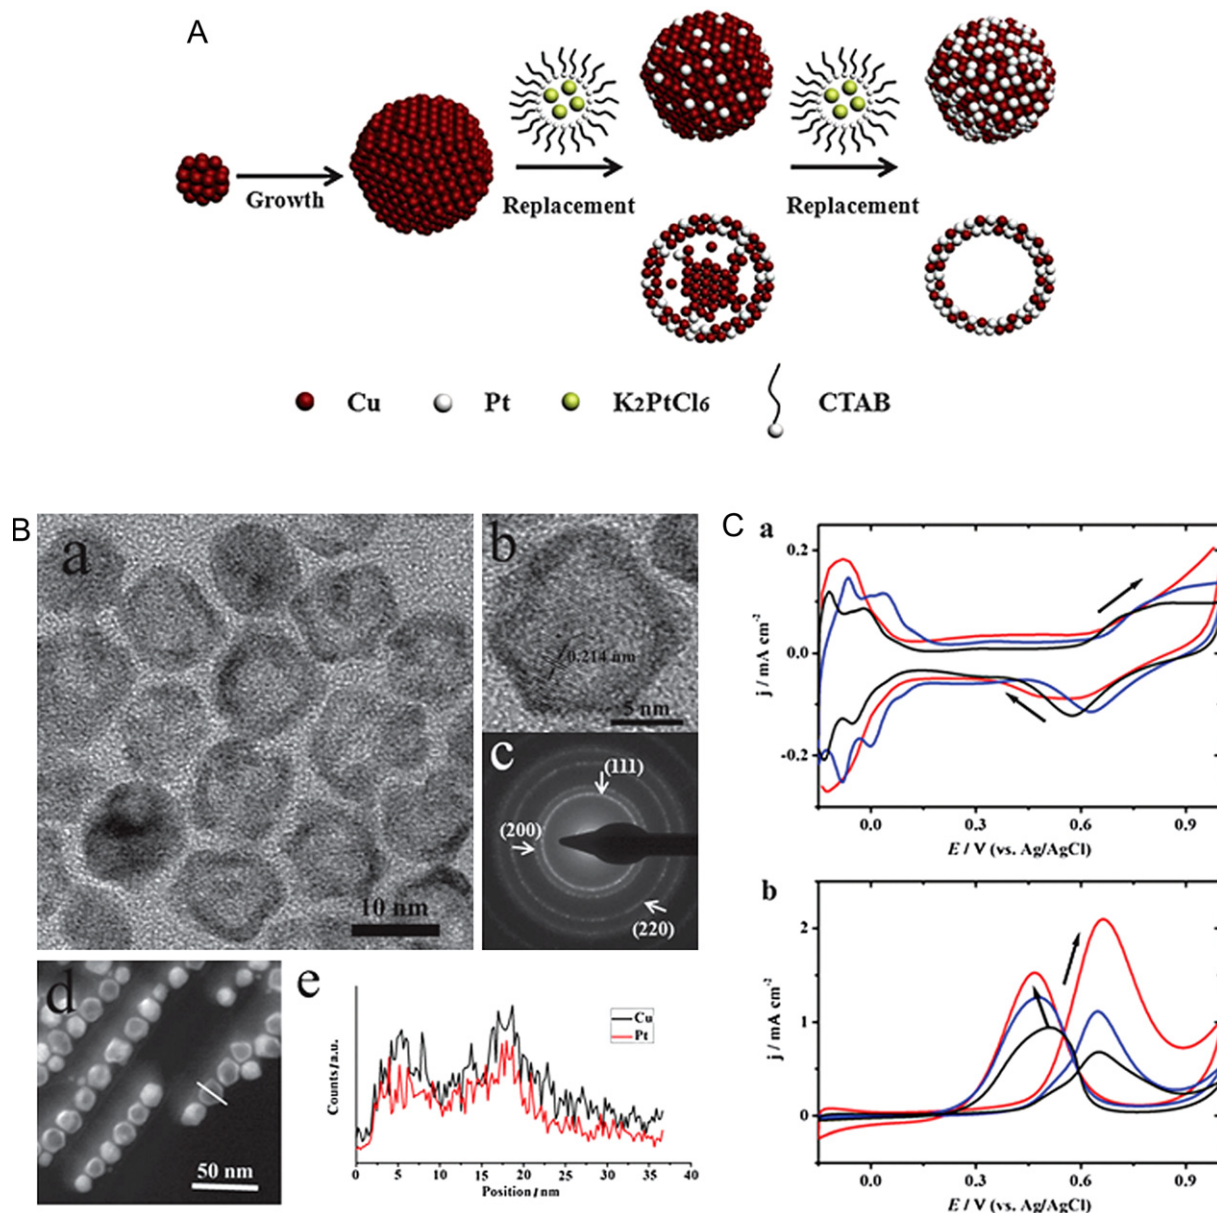 A
Growth
Replacement
Replacement
Cu
Pt
K₂PtCl₆
CTAB
B
a
b
0.214 nm
5 nm
10 nm
c
(111)
(200)
(220)
d
50 nm
e
Counts/a.u.
Cu
Pt
0 5 10 15 20 25 30 35 40
Position/nm
C
a
j / mA cm⁻²
0.2
0.0
-0.2
0.0 0.3 0.6 0.9
E / V (vs. Ag/AgCl)
b
j / mA cm⁻²
2
1
0
0.0 0.3 0.6 0.9
E / V (vs. Ag/AgCl)